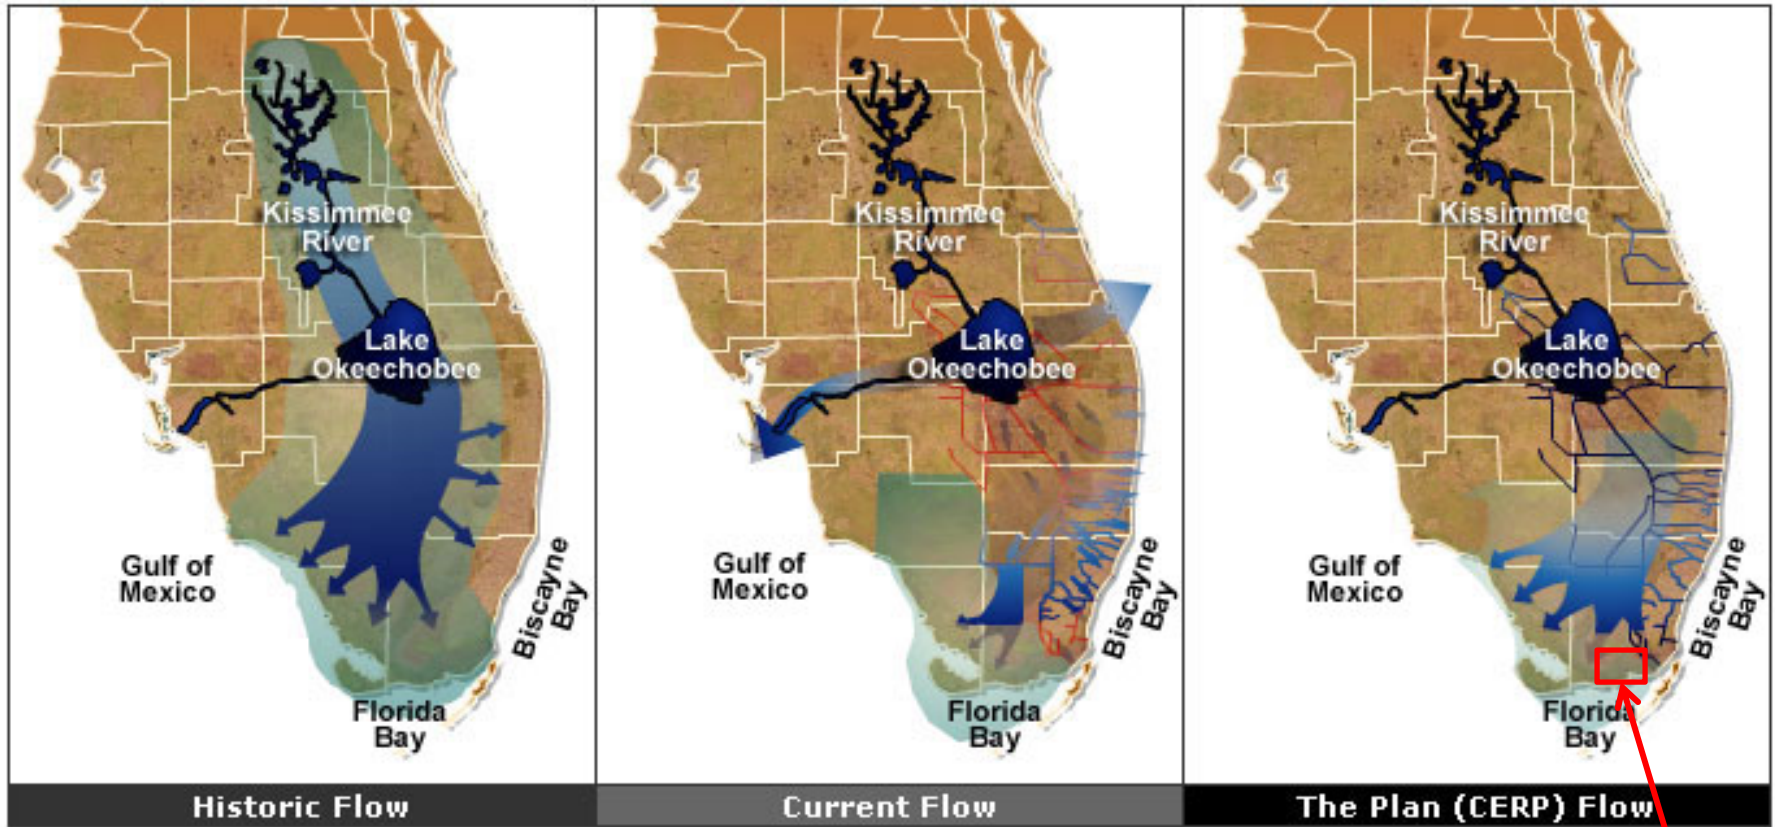 Kissimmee
River
Lake
Okeechobee
Gulf of
Mexico
Biscayne
Bay
Florida
Bay
Historic Flow
Kissimmee
River
Lake
Okeechobee
Gulf of
Mexico
Biscayne
Bay
Florida
Bay
Current Flow
Kissimmee
River
Lake
Okeechobee
Gulf of
Mexico
Biscayne
Bay
Florida
Bay
The Plan (CERP) Flow